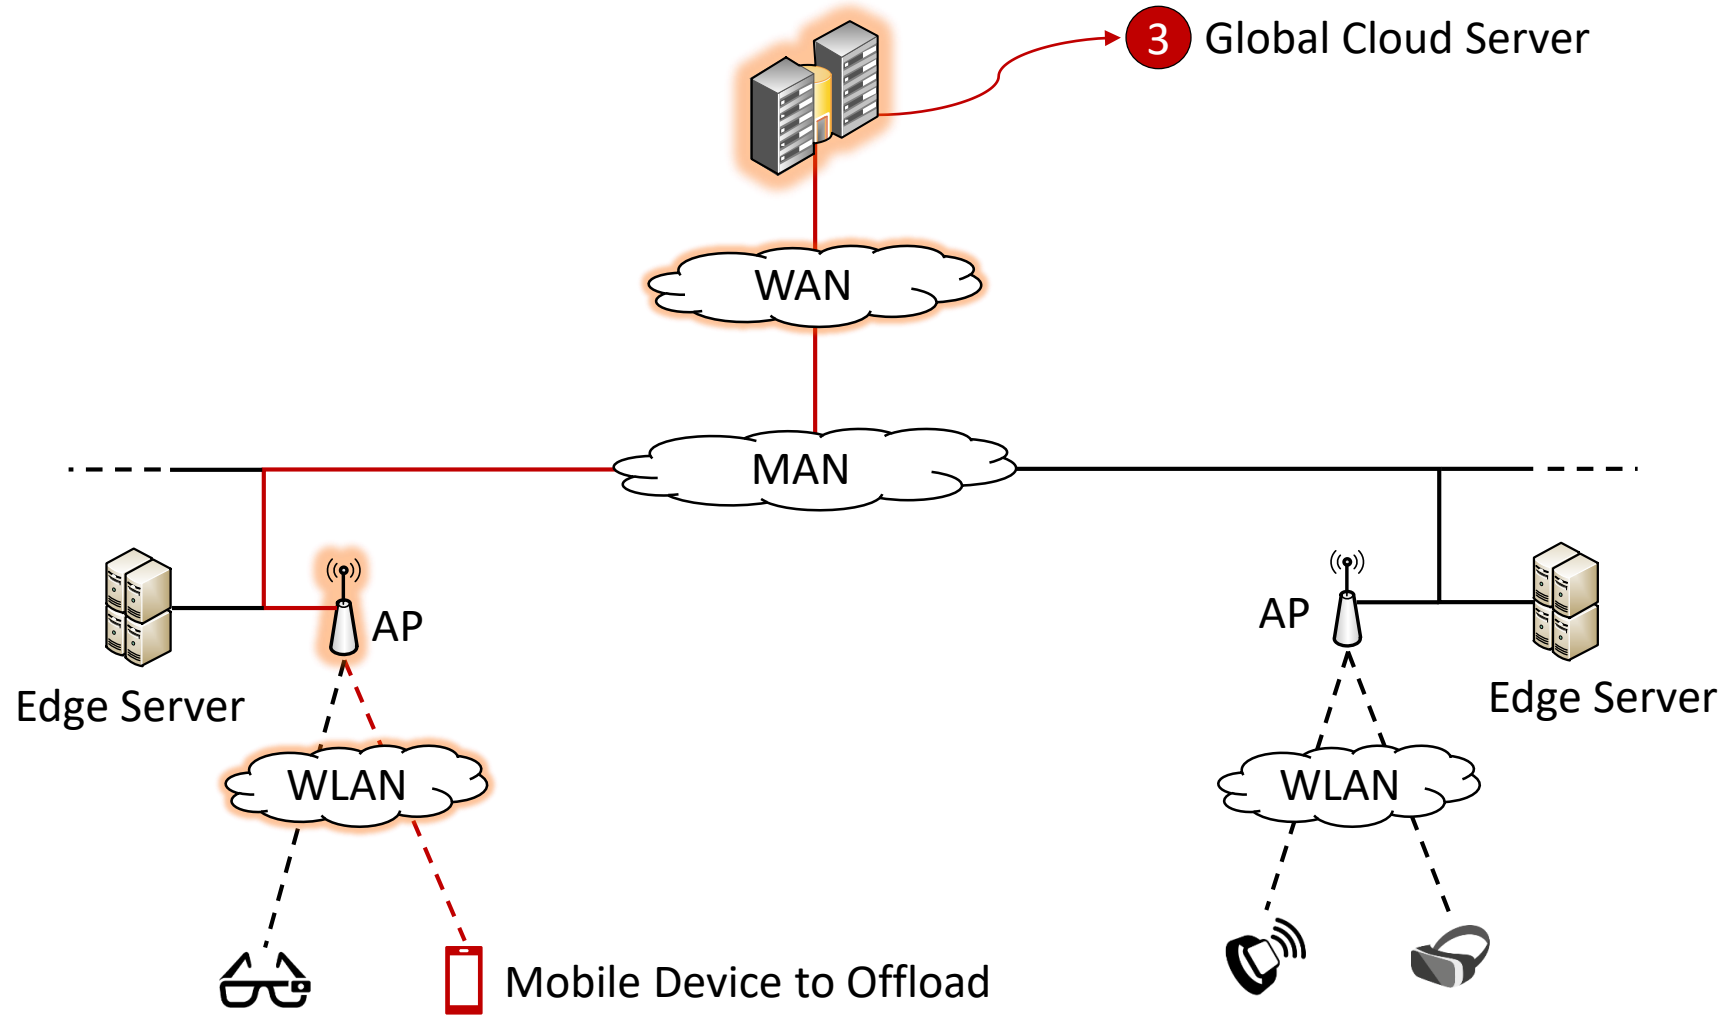 3 Global Cloud Server
WAN
MAN
AP
AP
Edge Server
Edge Server
WLAN
WLAN
Mobile Device to Offload